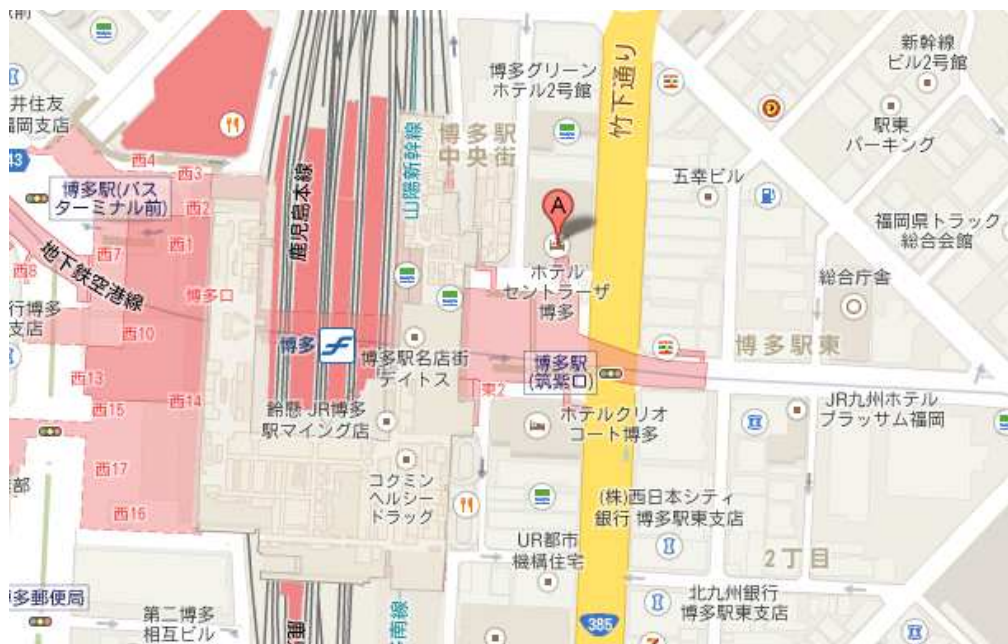 博多グリーン
ホテル2号館
竹下通り
新幹線
ビル2号館
井住友
福岡支店
駅東
パーキング
43
西4
西3
博多駅(バス
ターミナル前)
西2
鹿児島本線
山陽新幹線
博多駅
中央街
五幸ビル
A
福岡県トラック
総合会館
西1
西7
西8
地下鉄空港線
博多口
ホテル
セントラーザ
博多
総合庁舎
行博多
支店
西10
博多
博多駅名店街
デイトス
博多駅
(筑紫口)
博多駅東
西13
西14
西15
東2
鈴懸 JR博多
駅マイング店
ホテルクリオ
コート博多
JR九州ホテル
ブラッサム福岡
西17
西16
コクミン
ヘルシー
ドラッグ
(株)西日本シティ
銀行 博多駅東支店
UR都市
機構住宅
2丁目
多郵便局
第二博多
相互ビル
南線
385
北九州銀行
博多駅東支店